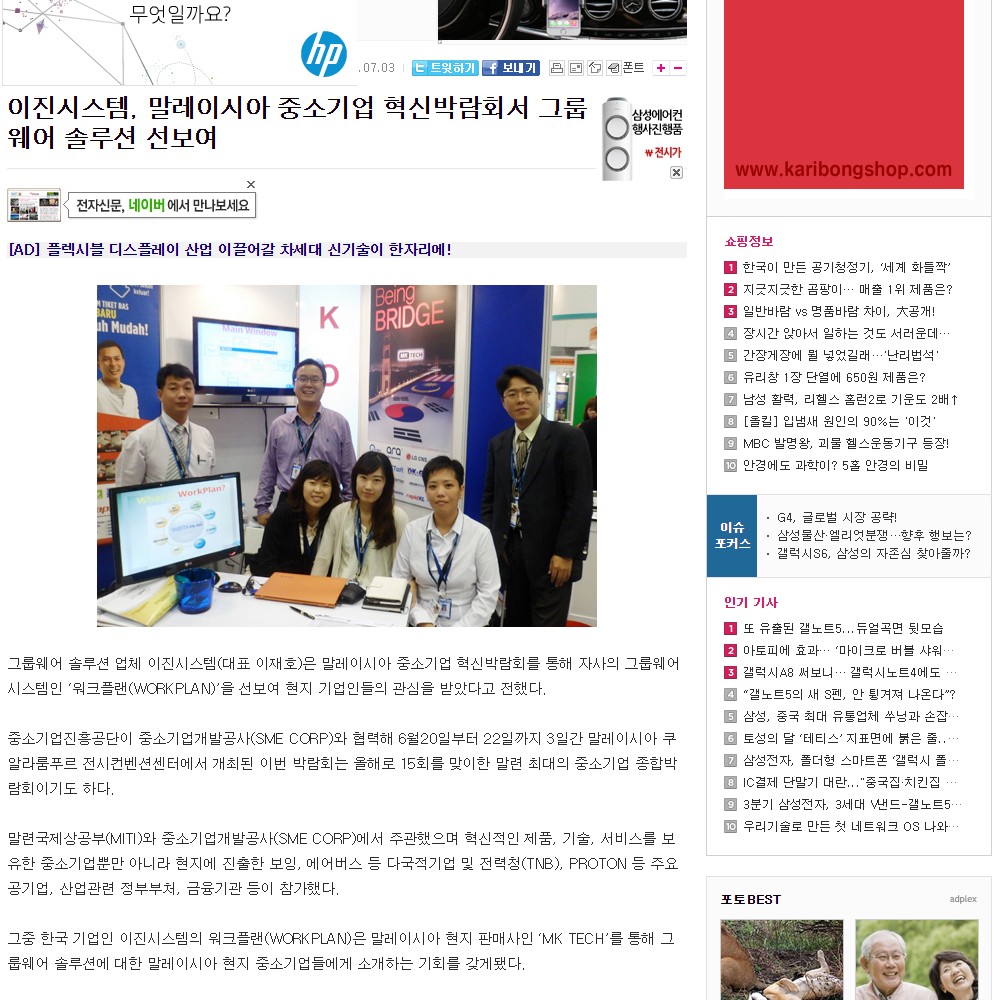 무엇일까요?
hp
.07.03
트윗하기
보내기
폰트
이진시스템, 말레이시아 중소기업 혁신박람회서 그룹
웨어 솔루션 선보여
삼성에어컨
행사진행품
₩ 전시가
전자신문, 네이버에서 만나보세요
[AD] 플렉시블 디스플레이 산업 이끌어갈 차세대 신기술이 한자리에!
TIKET BAS
BARU
uh Mudah!
Main Window
K
O
Being
BRIDGE
MK TECH
LG CNS
WorkPlan?
그룹웨어 솔루션 업체 이진시스템(대표 이재호)은 말레이시아 중소기업 혁신박람회를 통해 자사의 그룹웨어
시스템인 ‘워크플랜(WORKPLAN)’을 선보여 현지 기업인들의 관심을 받았다고 전했다.
중소기업진흥공단이 중소기업개발공사(SME CORP)와 협력해 6월20일부터 22일까지 3일간 말레이시아 쿠
알라룸푸르 전시컨벤션센터에서 개최된 이번 박람회는 올해로 15회를 맞이한 말련 최대의 중소기업 종합박
람회이기도 하다.
말련국제상공부(MITI)와 중소기업개발공사(SME CORP)에서 주관했으며 혁신적인 제품, 기술, 서비스를 보
유한 중소기업뿐만 아니라 현지에 진출한 보잉, 에어버스 등 다국적기업 및 전력청(TNB), PROTON 등 주요
공기업, 산업관련 정부부처, 금융기관 등이 참가했다.
그중 한국 기업인 이진시스템의 워크플랜(WORKPLAN)은 말레이시아 현지 판매사인 ‘MK TECH’를 통해 그
룹웨어 솔루션에 대한 말레이시아 현지 중소기업들에게 소개하는 기회를 갖게됐다.
www.karibongshop.com
쇼핑정보
1 한국이 만든 공기청정기, '세계 화들짝'
2 지긋지긋한 곰팡이… 매출 1위 제품은?
3 일반바람 vs 명품바람 차이, 大공개!
4 장시간 앉아서 일하는 것도 서러운데…
5 간장게장에 뭘 넣었길래…'난리법석'
6 유리창 1장 단열에 650원 제품은?
7 남성 활력, 리헬스 홈런2로 기운도 2배↑
8 [올킬] 입냄새 원인의 90%는 '이것'
9 MBC 발명왕, 괴물 헬스운동기구 등장!
10 안경에도 과학이? 5홀 안경의 비밀
이슈
포커스
· G4, 글로벌 시장 공략!
· 삼성물산·엘리엇분쟁…향후 행보는?
· 갤럭시S6, 삼성의 자존심 찾아줄까?
인기 기사
1 또 유출된 갤노트5...듀얼곡면 뒷모습
2 아토피에 효과… ‘마이크로 버블 샤워…
3 갤럭시A8 써보니… 갤럭시노트4에도 …
4 “갤노트5의 새 S펜, 안 튕겨져 나온다”?
5 삼성, 중국 최대 유통업체 쑤닝과 손잡…
6 토성의 달 ‘테티스’ 지표면에 붉은 줄...
7 삼성전자, 폴더형 스마트폰 ‘갤럭시 폴…
8 IC결제 단말기 대란..."중국집·치킨집 …
9 3분기 삼성전자, 3세대 V낸드-갤노트5…
10 우리기술로 만든 첫 네트워크 OS 나와…
포토BEST
adplex